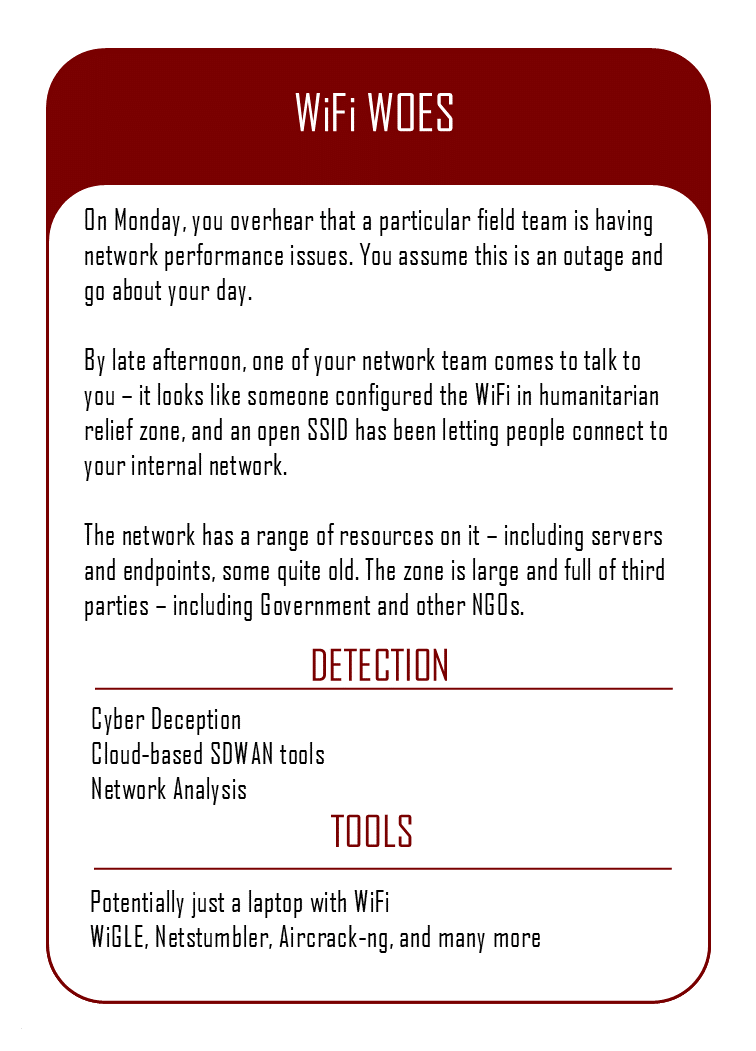 WiFi WOES
On Monday, you overhear that a particular field team is having
network performance issues. You assume this is an outage and
go about your day.
By late afternoon, one of your network team comes to talk to
you – it looks like someone configured the WiFi in humanitarian
relief zone, and an open SSID has been letting people connect to
your internal network.
The network has a range of resources on it – including servers
and endpoints, some quite old. The zone is large and full of third
parties – including Government and other NGOs.
DETECTION
Cyber Deception
Cloud-based SDWAN tools
Network Analysis
TOOLS
Potentially just a laptop with WiFi
WiGLE, Netstumbler, Aircrack-ng, and many more